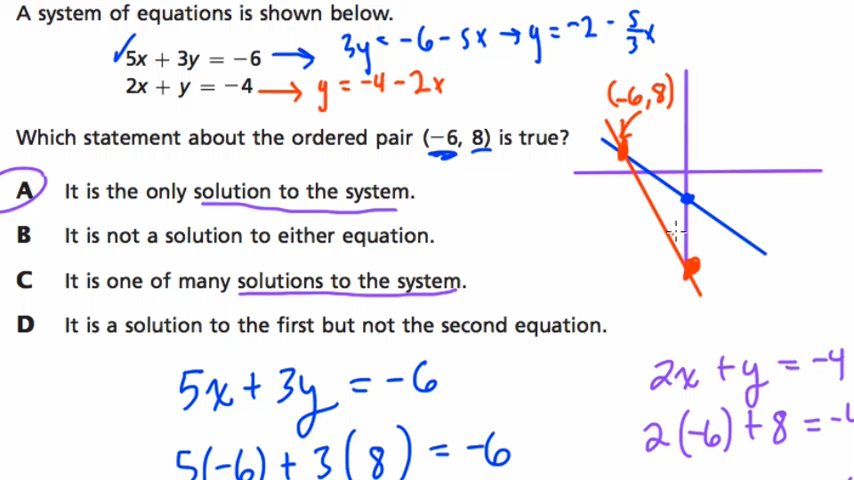 A system of equations is shown below.
5x + 3y = −6 → 3y = -6 - 5x → y = -2 - 5/3x
2x + y = −4 → y = -4 - 2x
(-6,8)
Which statement about the ordered pair (−6, 8) is true?
A It is the only solution to the system.
B It is not a solution to either equation.
C It is one of many solutions to the system.
D It is a solution to the first but not the second equation.
5x + 3y = -6
2x + y = -4
5(-6) + 3(8) = -6
2(-6) + 8 = -4